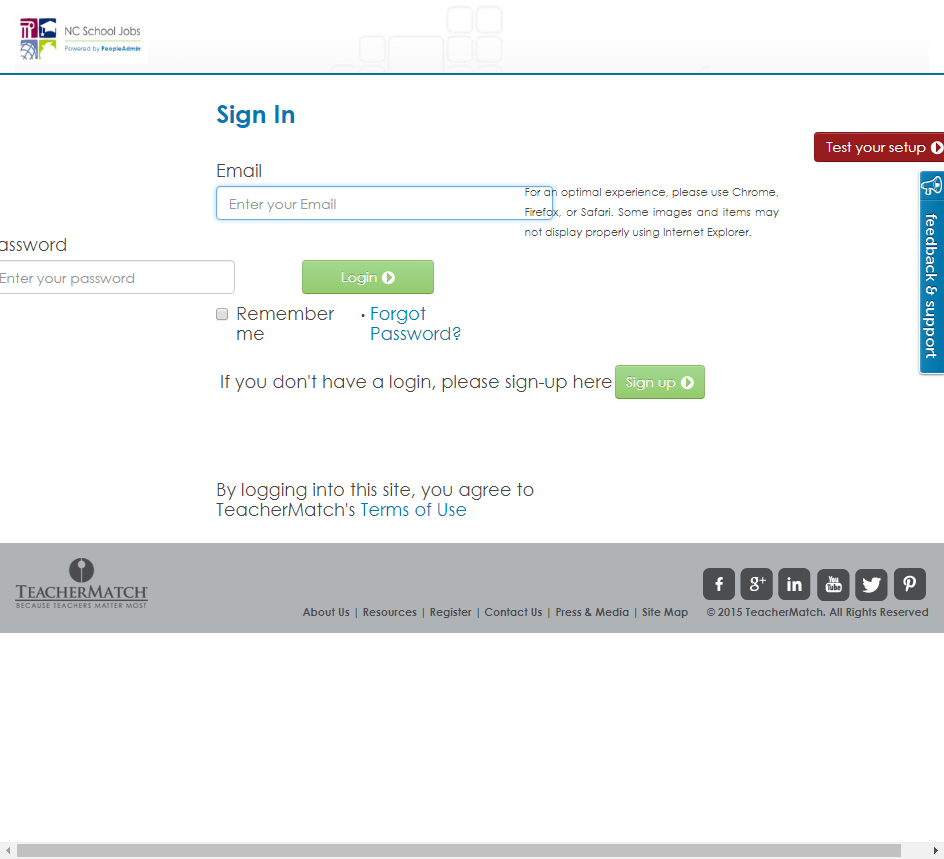 NC School Jobs
Powered by PeopleAdmin
Sign In
Test your setup
Email
Enter your Email
For an optimal experience, please use Chrome,
Firefox, or Safari. Some images and items may
not display properly using Internet Explorer.
feedback & support
assword
Enter your password
Login
Remember
me
• Forgot
Password?
If you don't have a login, please sign-up here
Sign up
By logging into this site, you agree to
TeacherMatch's Terms of Use
TEACHERMATCH
BECAUSE TEACHERS MATTER MOST
f
g+
in
You
Tube
About Us | Resources | Register | Contact Us | Press & Media | Site Map
© 2015 TeacherMatch. All Rights Reserved